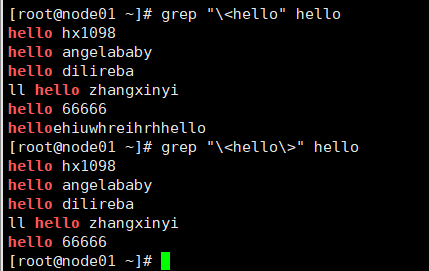 [root@node01 ~]# grep "\<hello" hello
hello hx1098
hello angelababy
hello dilireba
ll hello zhangxinyi
hello 66666
helloehiuwhreihrhhello
[root@node01 ~]# grep "\<hello\>" hello
hello hx1098
hello angelababy
hello dilireba
ll hello zhangxinyi
hello 66666
[root@node01 ~]#